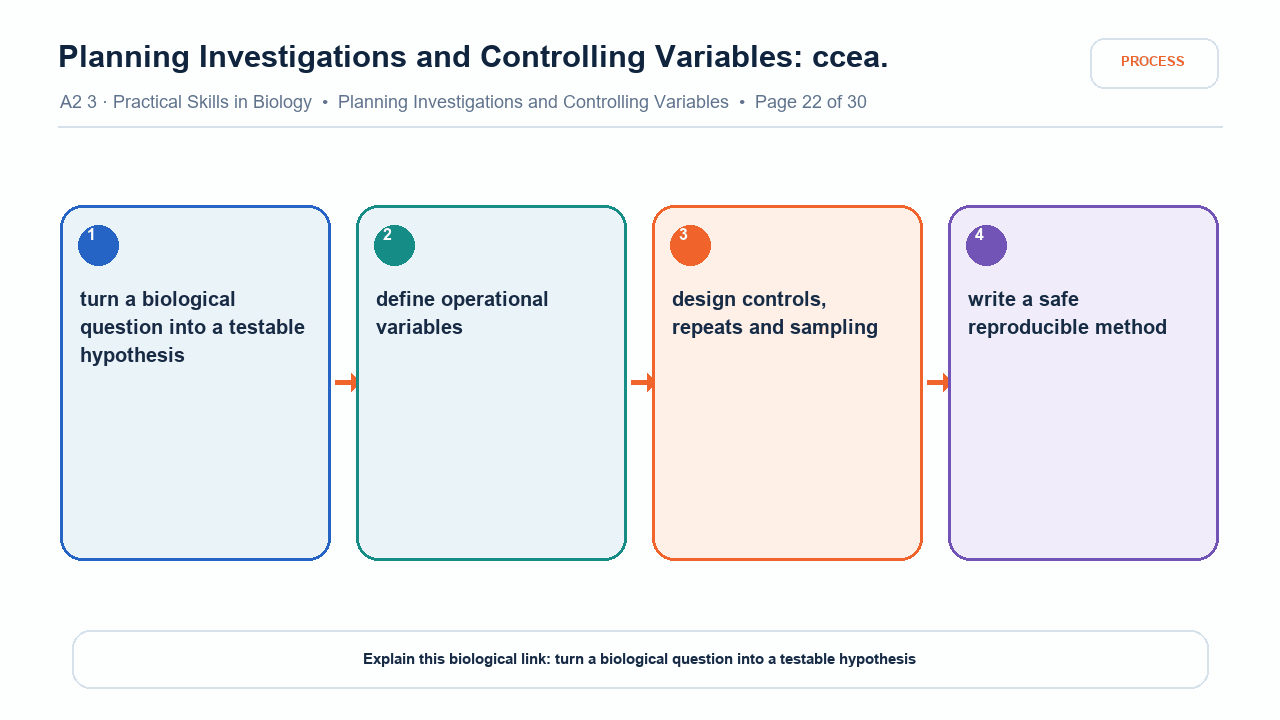 Planning Investigations and Controlling Variables: ccea.
PROCESS
A2 3 · Practical Skills in Biology • Planning Investigations and Controlling Variables • Page 22 of 30
1
turn a biological
question into a testable
hypothesis
2
define operational
variables
3
design controls,
repeats and sampling
4
write a safe
reproducible method
Explain this biological link: turn a biological question into a testable hypothesis